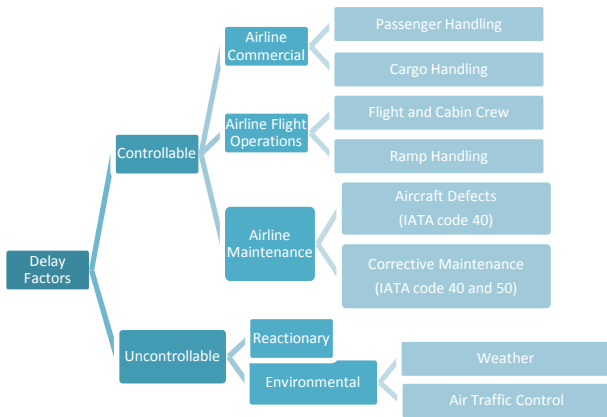 Delay
Factors
Controllable
Airline
Commercial
Passenger Handling
Cargo Handling
Airline Flight
Operations
Flight and Cabin Crew
Ramp Handling
Airline
Maintenance
Aircraft Defects
(IATA code 40)
Corrective Maintenance
(IATA code 40 and 50)
Uncontrollable
Reactionary
Environmental
Weather
Air Traffic Control